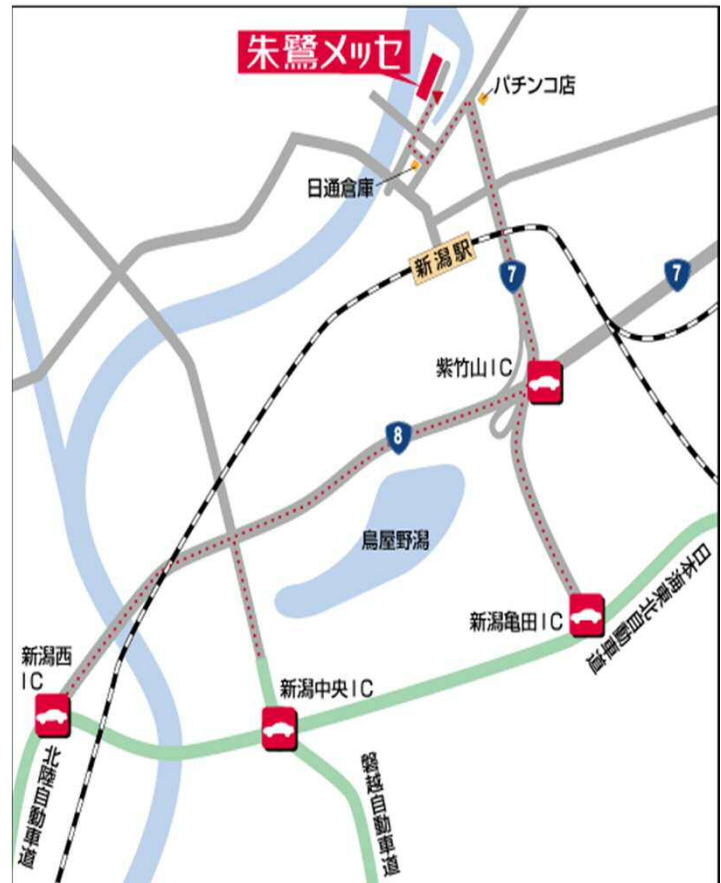 朱鷺メッセ
パチンコ店
日通倉庫
新潟駅
7
7
紫竹山IC
8
鳥屋野潟
新潟亀田IC
日本海東北自動車道
新潟西
IC
新潟中央IC
北陸自動車道
磐越自動車道